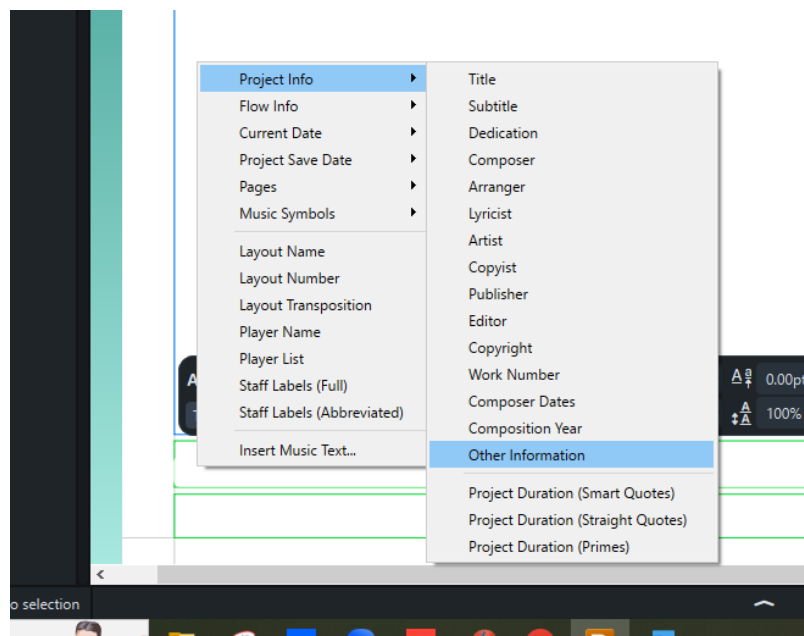 Project Info
Flow Info
Current Date
Project Save Date
Pages
Music Symbols
Layout Name
Layout Number
Layout Transposition
Player Name
Player List
Staff Labels (Full)
Staff Labels (Abbreviated)
Insert Music Text...
Title
Subtitle
Dedication
Composer
Arranger
Lyricist
Artist
Copyist
Publisher
Editor
Copyright
Work Number
Composer Dates
Composition Year
Other Information
Project Duration (Smart Quotes)
Project Duration (Straight Quotes)
Project Duration (Primes)
0.00pt
100%
o selection